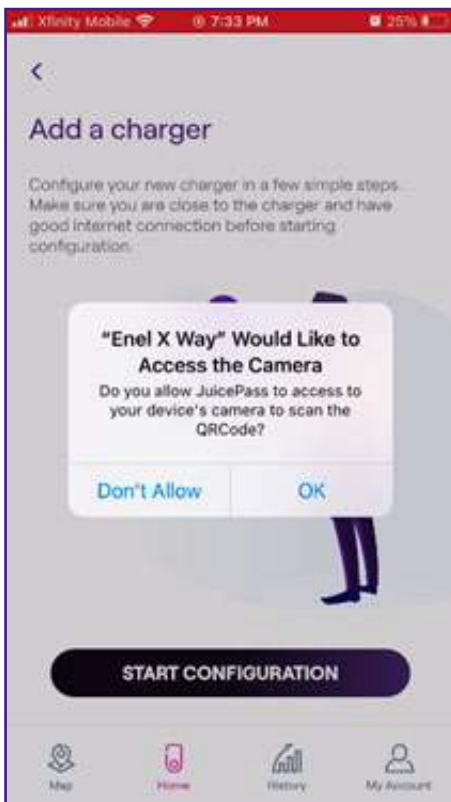 Xfinity Mobile 7:33 PM 25%
Add a charger
Configure your new charger in a few simple steps.
Make sure you are close to the charger and have
good internet connection before starting
configuration.
"Enel X Way" Would Like to
Access the Camera
Do you allow JuicePass to access to
your device's camera to scan the
QRCode?
Don't Allow OK
START CONFIGURATION
Map Home History My Account